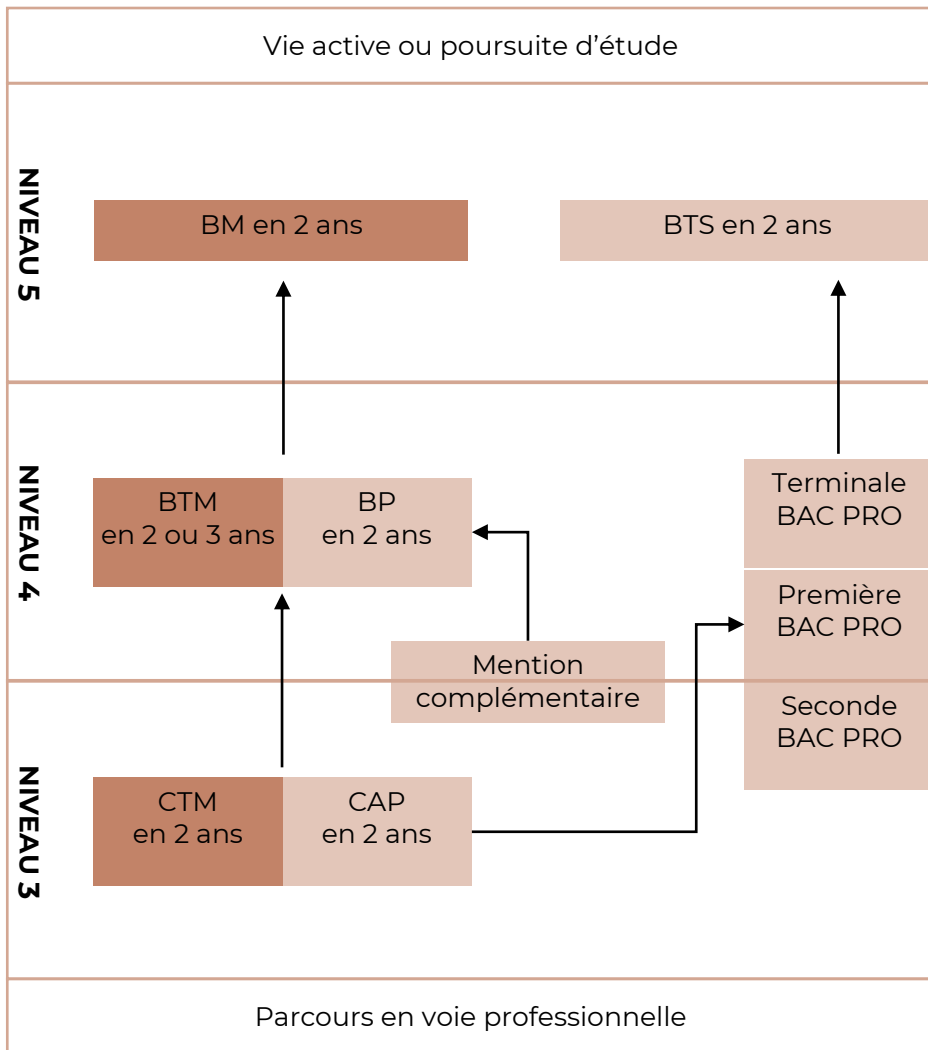 Vie active ou poursuite d’étude
NIVEAU 5
BM en 2 ans
BTS en 2 ans
NIVEAU 4
BTM
en 2 ou 3 ans
BP
en 2 ans
Terminale
BAC PRO
Première
BAC PRO
Mention
complémentaire
Seconde
BAC PRO
NIVEAU 3
CTM
en 2 ans
CAP
en 2 ans
Parcours en voie professionnelle